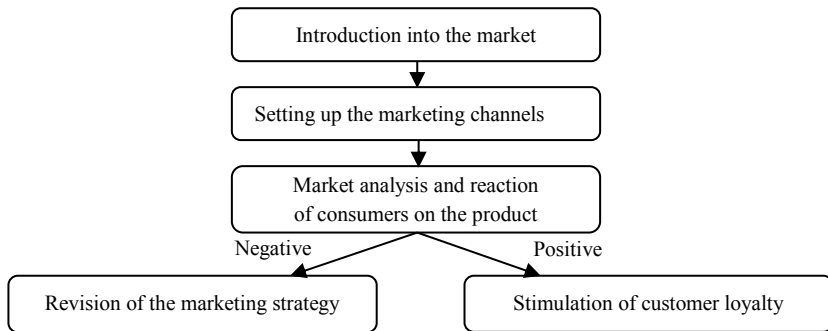 Introduction into the market
Setting up the marketing channels
Market analysis and reaction
of consumers on the product
Negative
Positive
Revision of the marketing strategy
Stimulation of customer loyalty